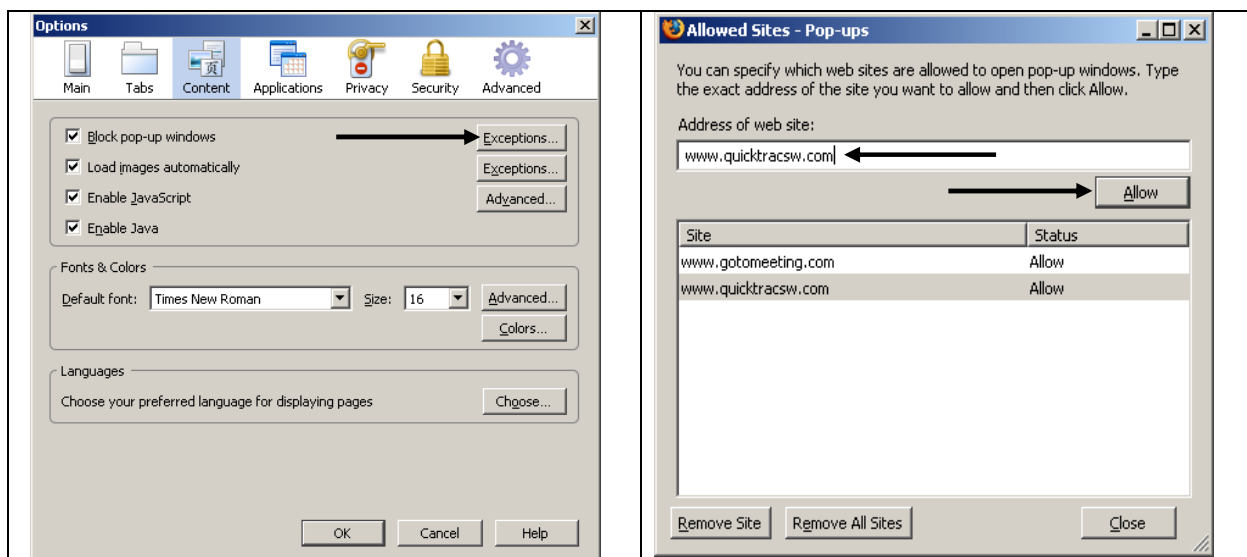 Options
Main Tabs Content Applications Privacy Security Advanced
Block pop-up windows Exceptions...
Load images automatically Exceptions...
Enable JavaScript Advanced...
Enable Java
Fonts & Colors
Default font: Times New Roman Size: 16 Advanced...
Colors...
Languages
Choose your preferred language for displaying pages Choose...
OK Cancel Help
Allowed Sites - Pop-ups
You can specify which web sites are allowed to open pop-up windows. Type
the exact address of the site you want to allow and then click Allow.
Address of web site:
www.quicktracsw.com
Allow
Site Status
www.gotomeeting.com Allow
www.quicktracsw.com Allow
Remove Site Remove All Sites Close